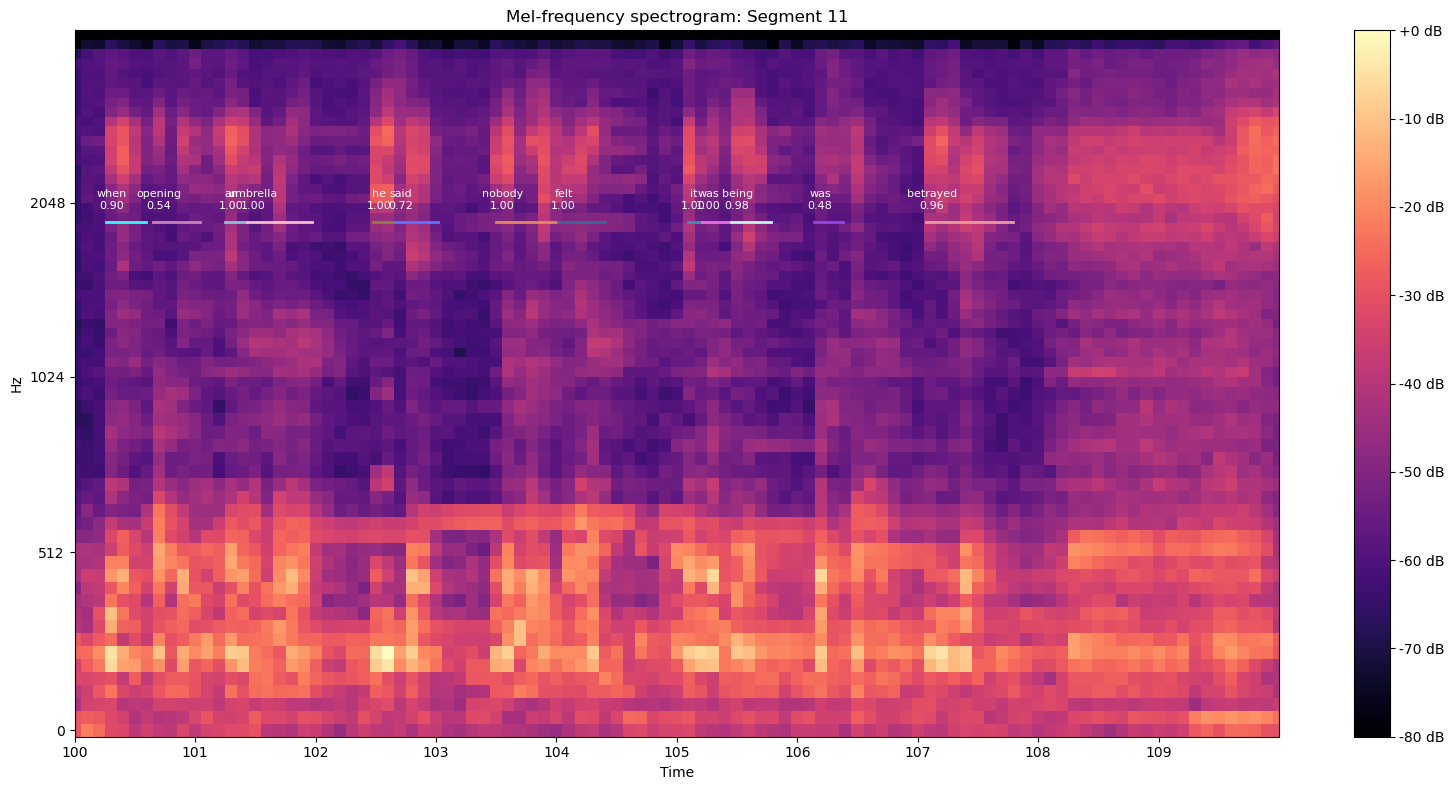 Mel-frequency spectrogram: Segment 11
+0 dB
-10 dB
-20 dB
-30 dB
-40 dB
-50 dB
-60 dB
-70 dB
-80 dB
Hz
2048
1024
512
0
when opening an umbrella he said nobody felt it was being was betrayed
0.90 0.54 1.00 1.00 1.00 0.72 1.00 1.00 1.00 1.00 0.98 0.48 0.96
100 101 102 103 104 105 106 107 108 109
Time